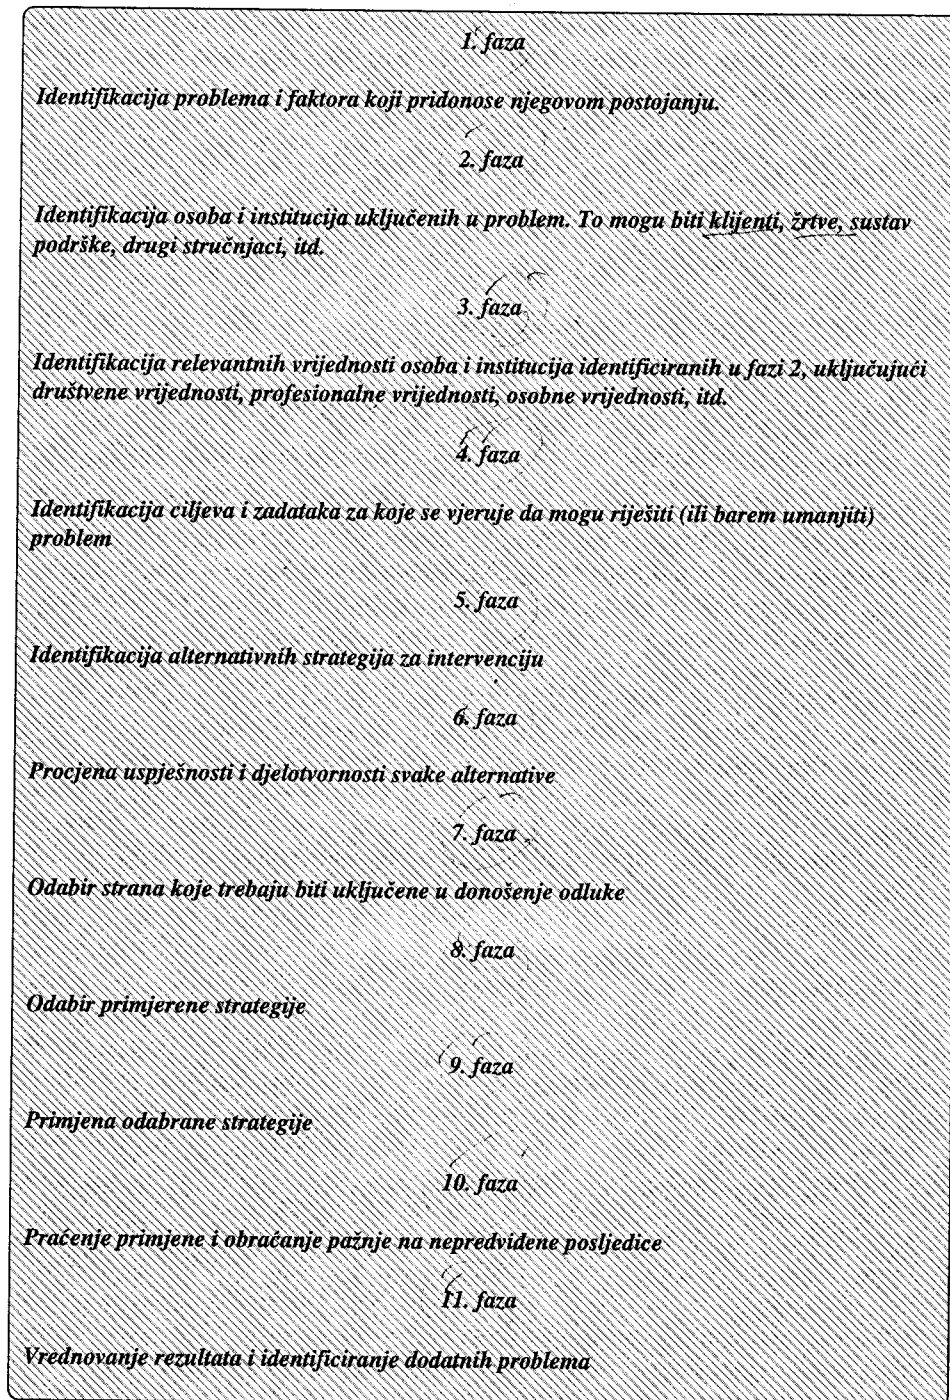 1. faza
Identifikacija problema i faktora koji pridonose njegovom postojanju.
2. faza
Identifikacija osoba i institucija uključenih u problem. To mogu biti klijenti, žrtve, sustav
podrške, drugi stručnjaci, itd.
3. faza
Identifikacija relevantnih vrijednosti osoba i institucija identificiranih u fazi 2, uključujući
društvene vrijednosti, profesionalne vrijednosti, osobne vrijednosti, itd.
4. faza
Identifikacija ciljeva i zadataka za koje se vjeruje da mogu riješiti (ili barem umanjiti)
problem
5. faza
Identifikacija alternativnih strategija za intervenciju
6. faza
Procjena uspješnosti i djelotvornosti svake alternative
7. faza
Odabir strana koje trebaju biti uključene u donošenje odluke
8. faza
Odabir primjerene strategije
9. faza
Primjena odabrane strategije
10. faza
Praćenje primjene i obraćanje pažnje na nepredviđene posljedice
11. faza
Vrednovanje rezultata i identificiranje dodatnih problema